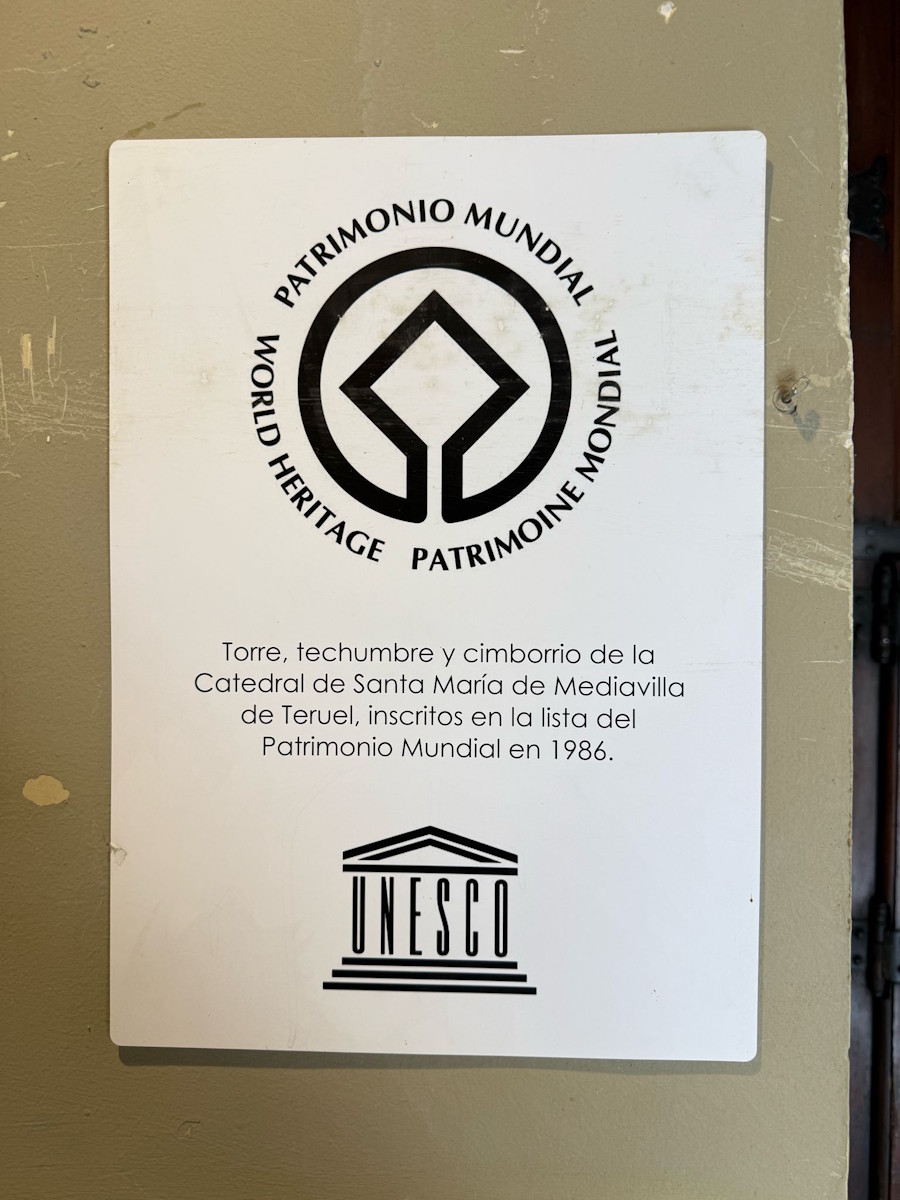 PATRIMONIO MUNDIAL
WORLD HERITAGE
PATRIMOINE MONDIAL
Torre, techumbre y cimborrio de la
Catedral de Santa María de Mediavilla
de Teruel, inscritos en la lista del
Patrimonio Mundial en 1986.
UNESCO